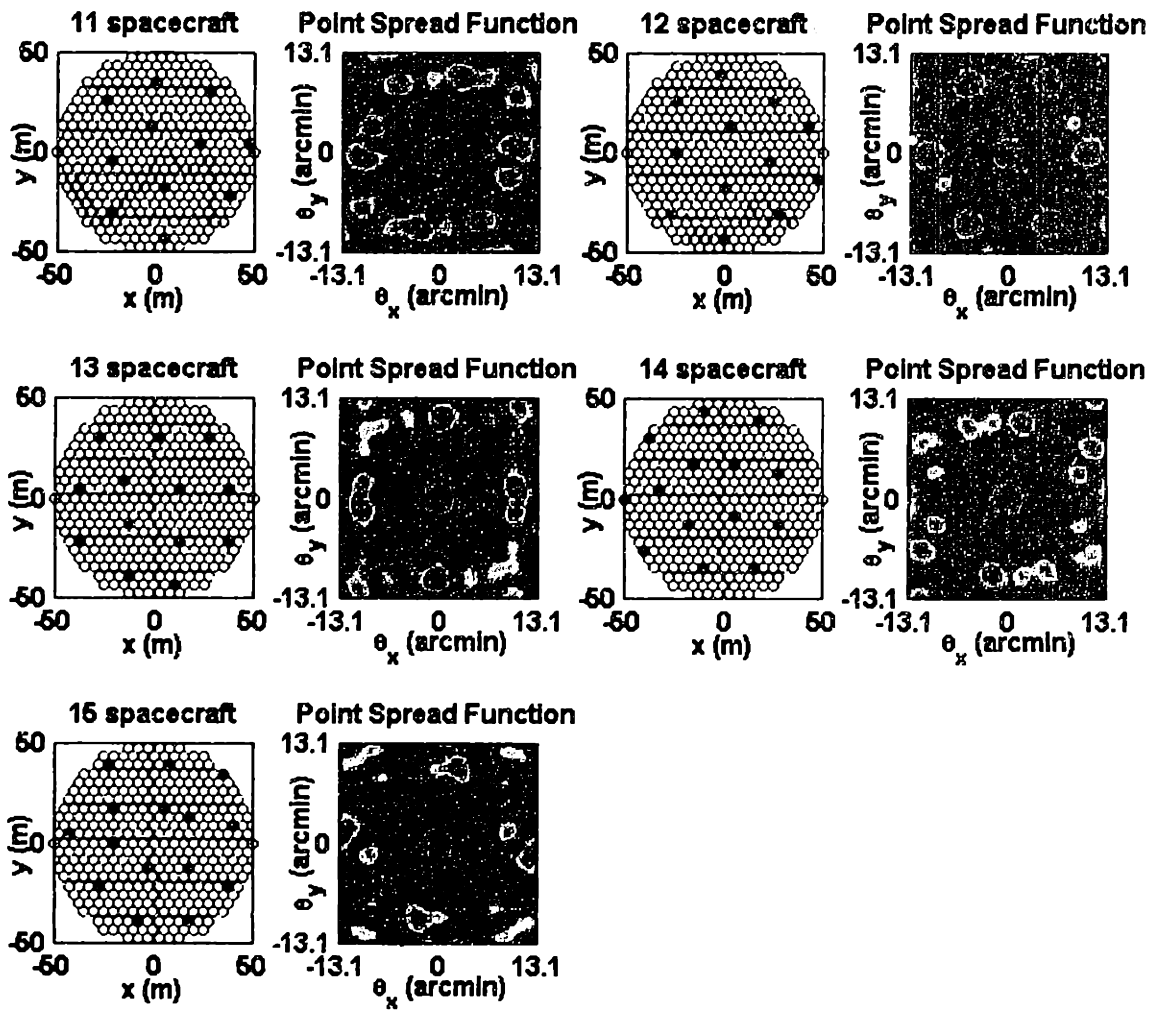 11 spacecraft
Point Spread Function
12 spacecraft
Point Spread Function
50
0
-50
y (m)
-50 0 50
x (m)
13.1
0
-13.1
θy (arcmin)
-13.1 0 13.1
θx (arcmin)
50
0
-50
y (m)
-50 0 50
x (m)
13.1
0
-13.1
θy (arcmin)
-13.1 0 13.1
θx (arcmin)
13 spacecraft
Point Spread Function
14 spacecraft
Point Spread Function
50
0
-50
y (m)
-50 0 50
x (m)
13.1
0
-13.1
θy (arcmin)
-13.1 0 13.1
θx (arcmin)
50
0
-50
y (m)
-50 0 50
x (m)
13.1
0
-13.1
θy (arcmin)
-13.1 0 13.1
θx (arcmin)
15 spacecraft
Point Spread Function
50
0
-50
y (m)
-50 0 50
x (m)
13.1
0
-13.1
θy (arcmin)
-13.1 0 13.1
θx (arcmin)